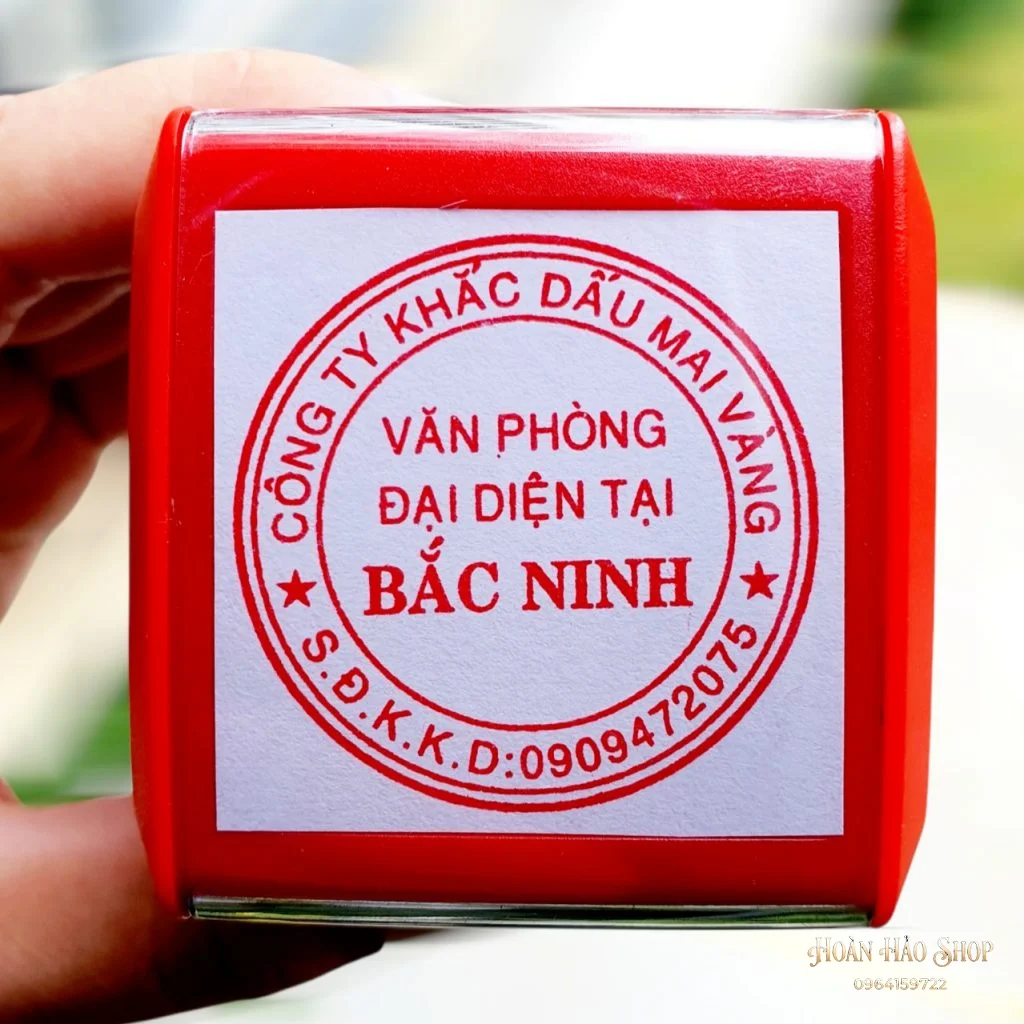 CÔNG TY KHẮC DẤU MAI VÀNG
VĂN PHÒNG
ĐẠI DIỆN TẠI
BẮC NINH
S.Đ.K.K.D:0909472075
HOÀN HẢO SHOP
0964159722